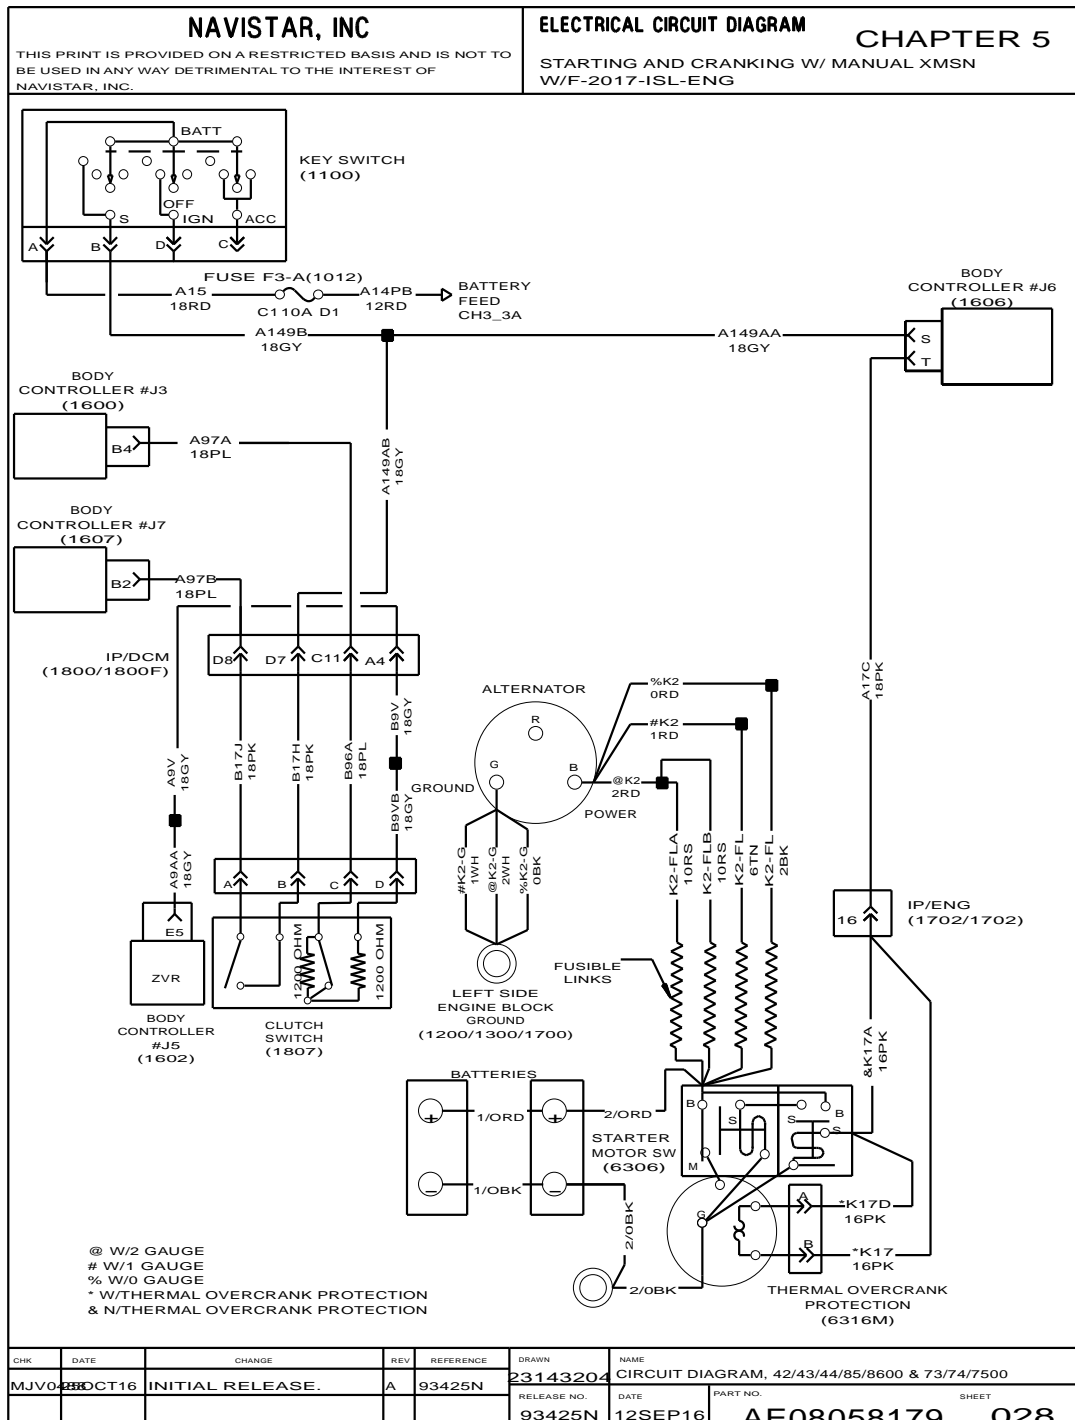 NAVISTAR, INC
THIS PRINT IS PROVIDED ON A RESTRICTED BASIS AND IS NOT TO
BE USED IN ANY WAY DETRIMENTAL TO THE INTEREST OF
NAVISTAR, INC.
ELECTRICAL CIRCUIT DIAGRAM
CHAPTER 5
STARTING AND CRANKING W/ MANUAL XMSN
W/F-2017-ISL-ENG
BATT
KEY SWITCH
(1100)
OFF
S
IGN
ACC
A
B
D
C
FUSE F3-A(1012)
A15
18RD
C110A D1
A14PB
12RD
BATTERY
FEED
CH3_3A
A149B
18GY
A149AA
18GY
BODY
CONTROLLER #J6
(1606)
S
T
BODY
CONTROLLER #J3
(1600)
B4
A97A
18PL
A149AB
18GY
BODY
CONTROLLER #J7
(1607)
B2
A97B
18PL
IP/DCM
(1800/1800F)
D8
D7
C11
A4
A17C
18PK
ALTERNATOR
R
G
B
GROUND
POWER
%K2
0RD
#K2
1RD
@K2
2RD
A9V
18GY
B17J
18PK
B17H
18PK
B96A
18PL
B9V
18GY
B9VB
18GY
A9AA
18GY
#K2-G
1WH
@K2-G
2WH
%K2-G
0BK
K2-FLA
10RS
K2-FLB
10RS
K2-FL
6TN
K2-FL
2BK
A
B
C
D
E5
ZVR
BODY
CONTROLLER
#J5
(1602)
1200 OHM
1200 OHM
CLUTCH
SWITCH
(1807)
16
IP/ENG
(1702/1702)
FUSIBLE
LINKS
LEFT SIDE
ENGINE BLOCK
GROUND
(1200/1300/1700)
&K17A
16PK
BATTERIES
+
+
1/ORD
2/ORD
−
−
1/OBK
2/0BK
2/0BK
STARTER
MOTOR SW
(6306)
B
S
S
B
S
M
G
A
B
*K17D
16PK
*K17
16PK
THERMAL OVERCRANK
PROTECTION
(6316M)
@ W/2 GAUGE
# W/1 GAUGE
% W/0 GAUGE
* W/THERMAL OVERCRANK PROTECTION
& N/THERMAL OVERCRANK PROTECTION
CHK
DATE
CHANGE
REV
REFERENCE
DRAWN
23143204
NAME
CIRCUIT DIAGRAM, 42/43/44/85/8600 & 73/74/7500
OCT16
INITIAL RELEASE.
A
93425N
RELEASE NO.
93425N
DATE
12SEP16
PART NO.
AE08058179
SHEET
028